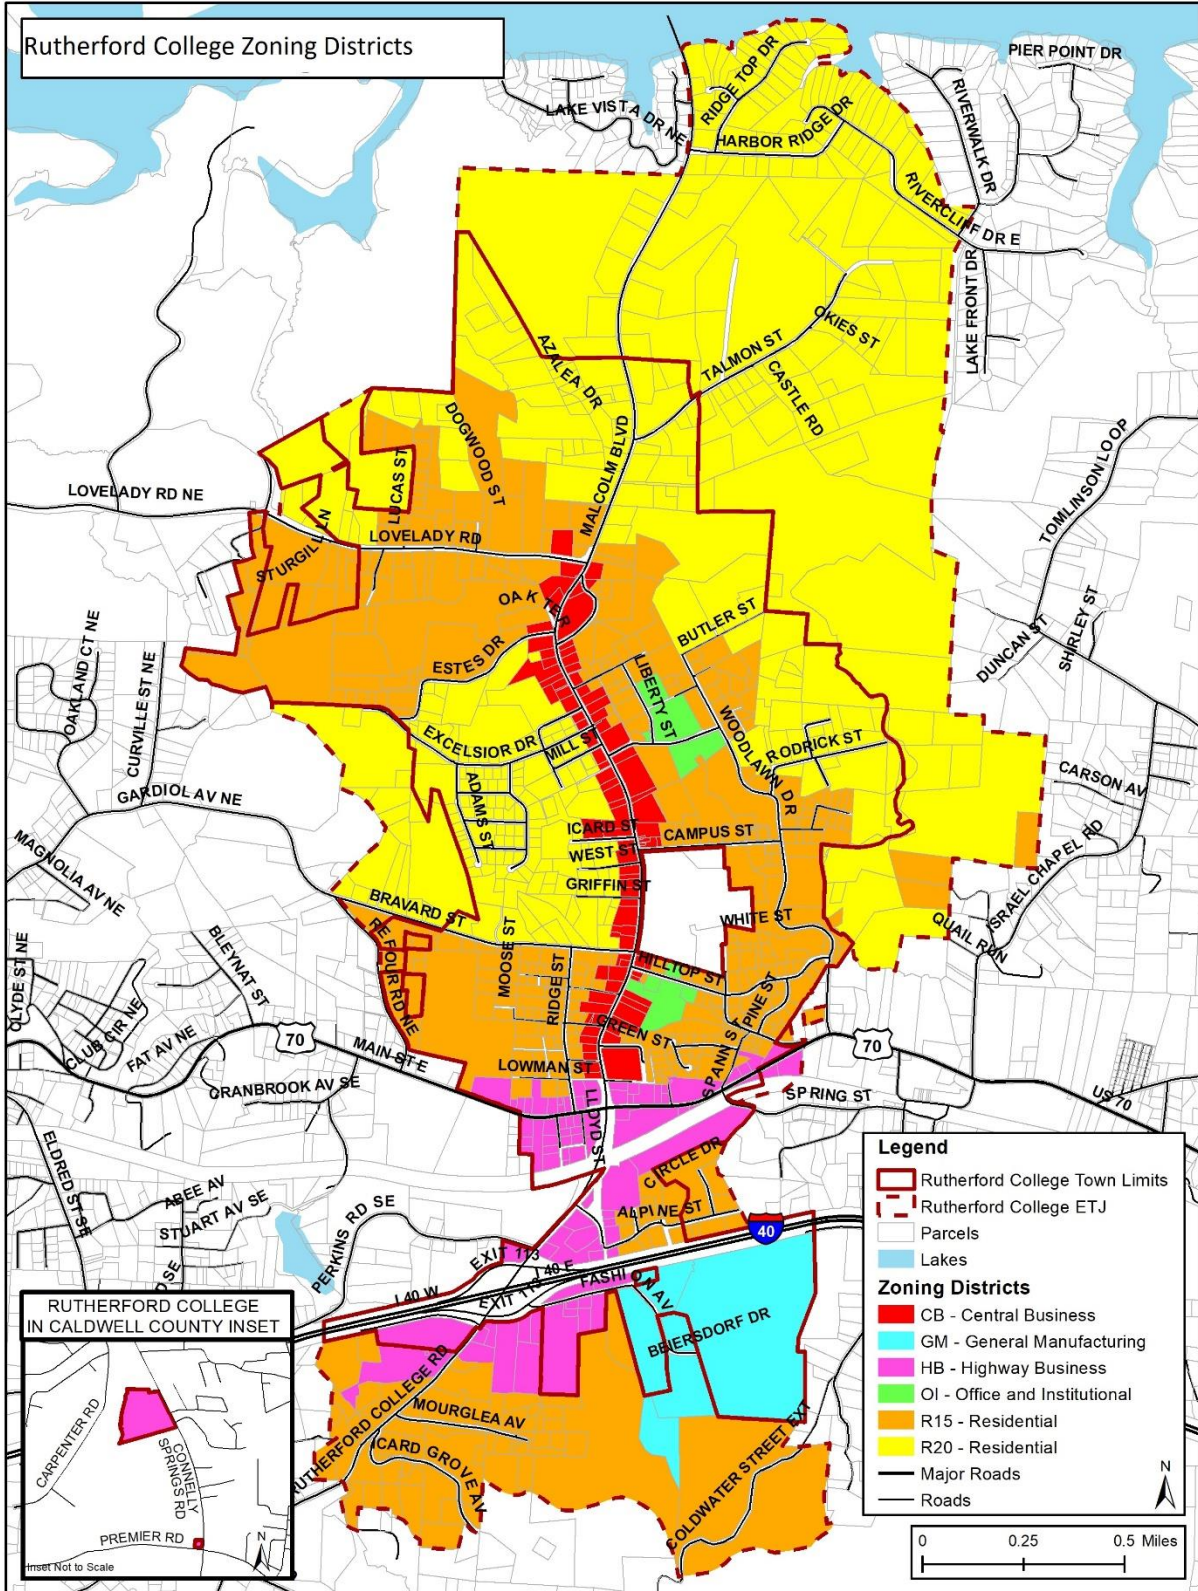 Rutherford College Zoning Districts
PIER POINT DR
RIDGE TOP DR
LAKE VISTA DR NE
RIVERWALK DR
HARBOR RIDGE DR
RIVERCLIFF DR E
LAKE FRONT DR
OKIES ST
TALMON ST
AZALEA DR
CASTLE RD
DOGWOOD ST
MALCOLM BLVD
TOMLINSON LOOP
LUCAS ST
LOVELADY RD NE
LOVELADY RD
STURGILL LN
OAK TER
BUTLER ST
SHIRLEY ST
DUNCAN ST
ESTES DR
LIBERTY ST
OAKLAND CT NE
CURVILLE ST NE
WOODLAWN DR
EXCELSIOR DR
MILL ST
RODRICK ST
CARSON AV
GARDIOL AV NE
ADAMS ST
ICARD ST
CAMPUS ST
WEST ST
MAGNOLIA AV NE
GRIFFIN ST
ISRAEL CHAPEL RD
BRAVARD ST
WHITE ST
QUAIL RUN
REFOUR RD NE
MOOSE ST
BLEYNAT ST
RIDGE ST
HILLTOP ST
CLYDE ST NE
PINE ST
CLUB CIR NE
GREEN ST
FAT AV NE
70
MAIN ST E
70
LOWMAN ST
SPANN ST
CRANBROOK AV SE
SPRING ST
US 70
LLOYD ST
ELDRED ST SE
CIRCLE DR
ABEE AV
STUART AV SE
PERKINS RD SE
ALPINE ST
40
EXIT 113
I 40 E
FASHION AV
I 40 W
EXIT 113
D SE
BEIERSDORF DR
RUTHERFORD COLLEGE RD
MOURGLEA AV
ICARD GROVE AV
COLDWATER STREET EXT
Legend
Rutherford College Town Limits
Rutherford College ETJ
Parcels
Lakes
Zoning Districts
CB - Central Business
GM - General Manufacturing
HB - Highway Business
OI - Office and Institutional
R15 - Residential
R20 - Residential
Major Roads
Roads
N
0 0.25 0.5 Miles
RUTHERFORD COLLEGE
IN CALDWELL COUNTY INSET
CARPENTER RD
CONNELLY
SPRINGS RD
PREMIER RD
N
Inset Not to Scale